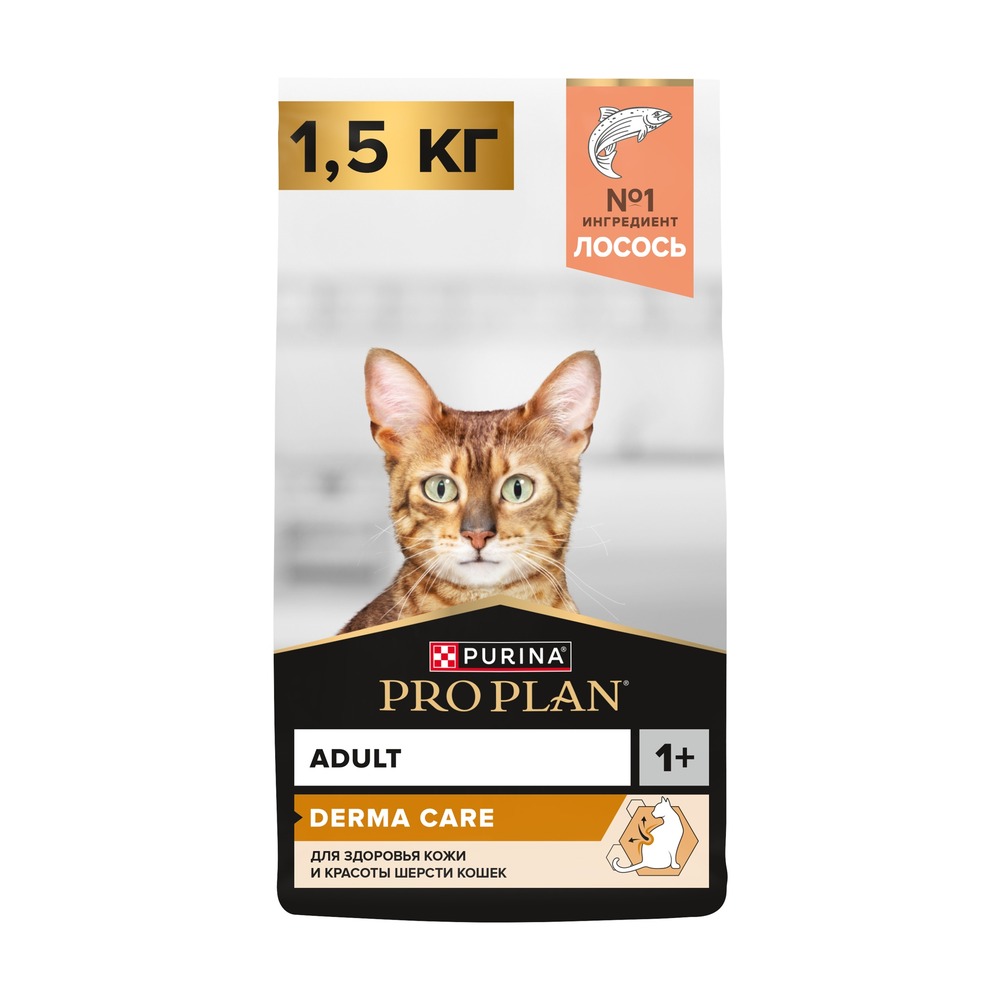 1,5 КГ
№1
ИНГРЕДИЕНТ
ЛОСОСЬ
PURINA®
PRO PLAN®
ADULT
1+
DERMA CARE
ДЛЯ ЗДОРОВЬЯ КОЖИ
И КРАСОТЫ ШЕРСТИ КОШЕК